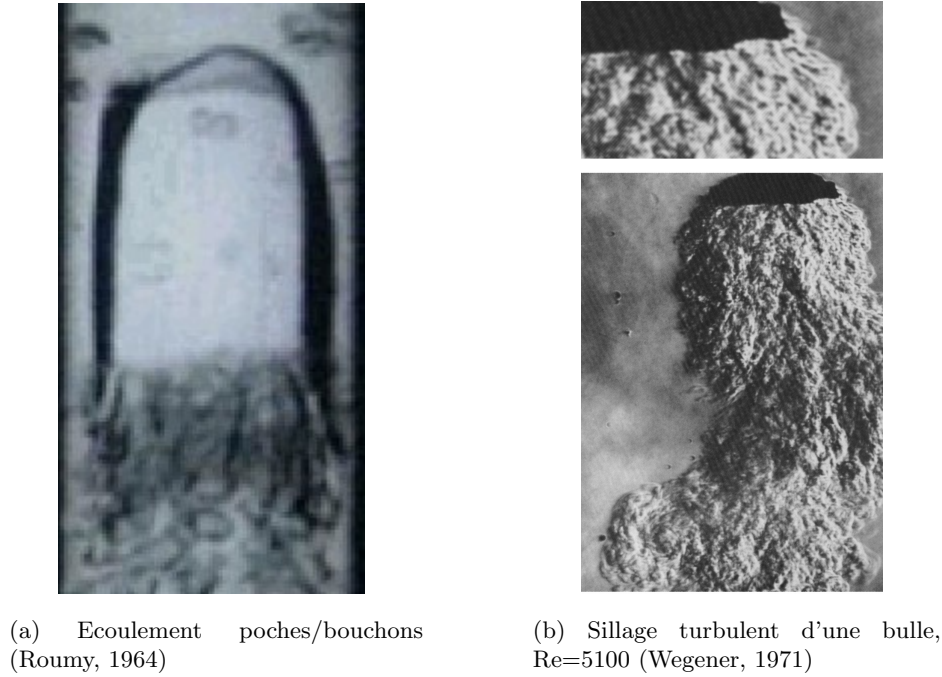 (a) Ecoulement poches/bouchons
(Roumy, 1964)
(b) Sillage turbulent d'une bulle,
Re=5100 (Wegener, 1971)